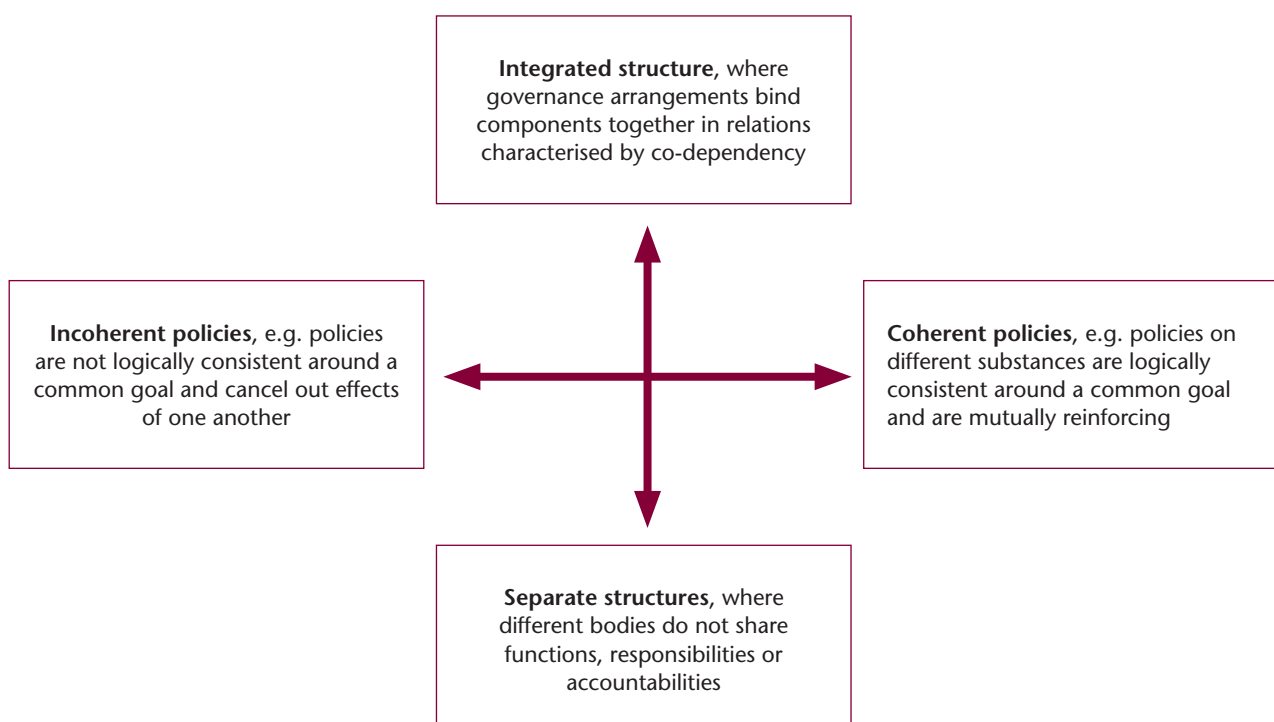 Integrated structure, where
governance arrangements bind
components together in relations
characterised by co-dependency
Incoherent policies, e.g. policies
are not logically consistent around a
common goal and cancel out effects
of one another
Coherent policies, e.g. policies on
different substances are logically
consistent around a common goal
and are mutually reinforcing
Separate structures, where
different bodies do not share
functions, responsibilities or
accountabilities